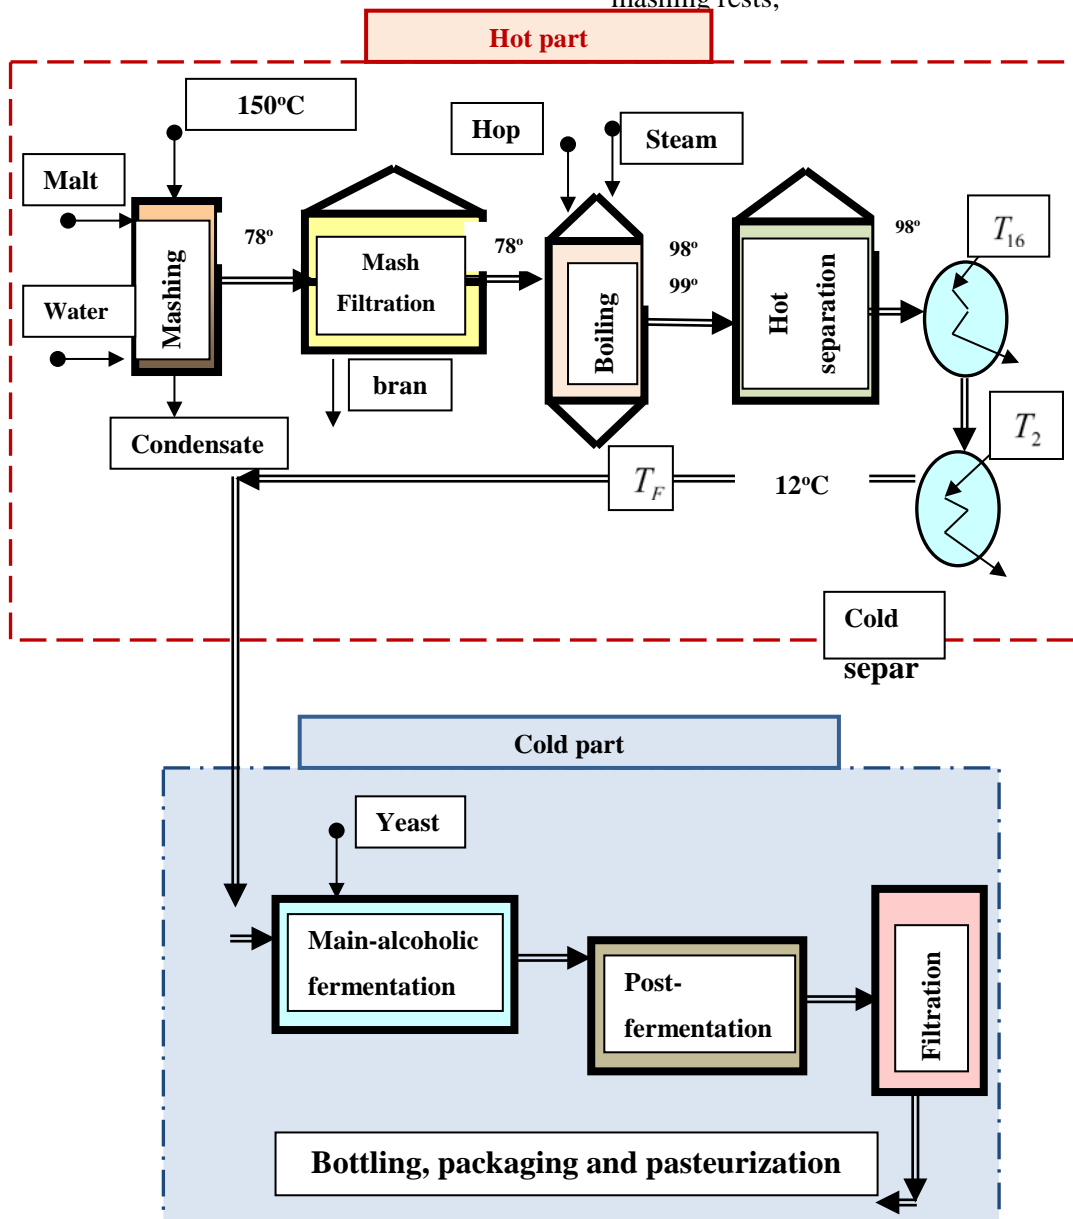 mashing rests,
Hot part
150ºC
Hop
Steam
Malt
Water
Mashing
78º
Mash
Filtration
78º
Boiling
98º
99º
Hot
separation
98º
T16
bran
Condensate
T2
TF
12ºC
Cold
separ
Cold part
Yeast
Main-alcoholic
fermentation
Post-
fermentation
Filtration
Bottling, packaging and pasteurization